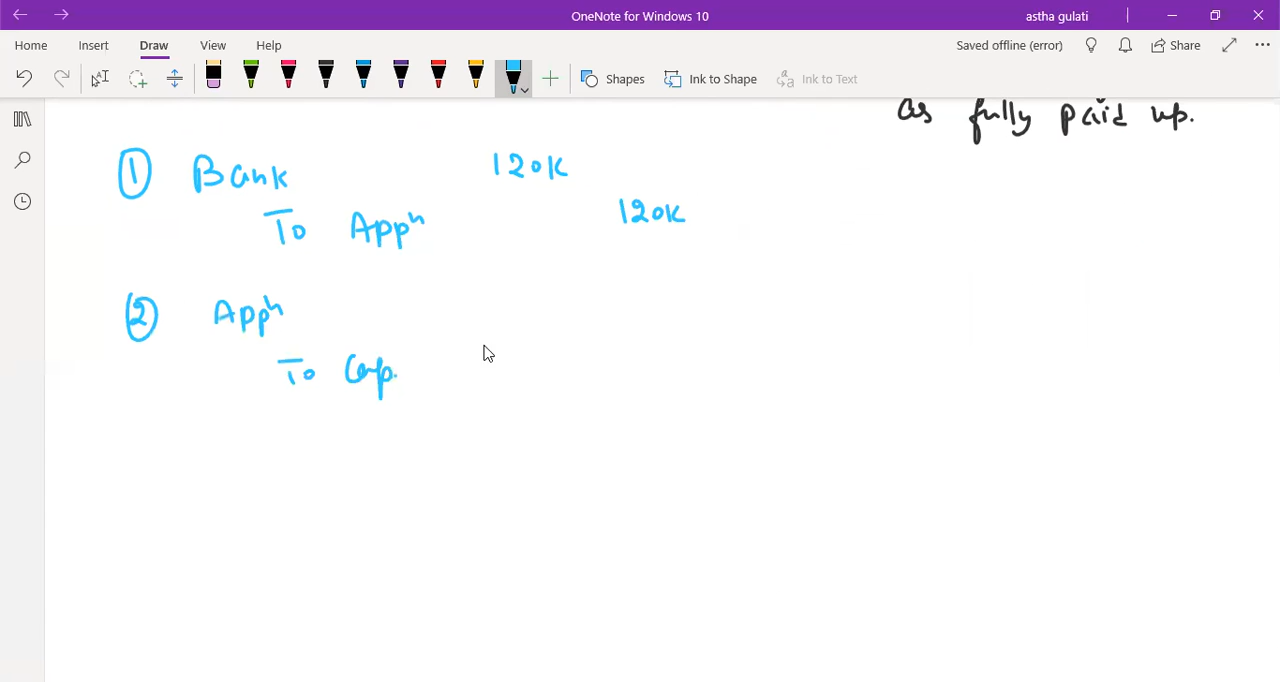 OneNote for Windows 10
astha gulati
Home Insert Draw View Help
Saved offline (error) Share
Shapes Ink to Shape Ink to Text
as fully paid up.
① Bank 120K
To Appⁿ 120K
② Appⁿ
To Cap.